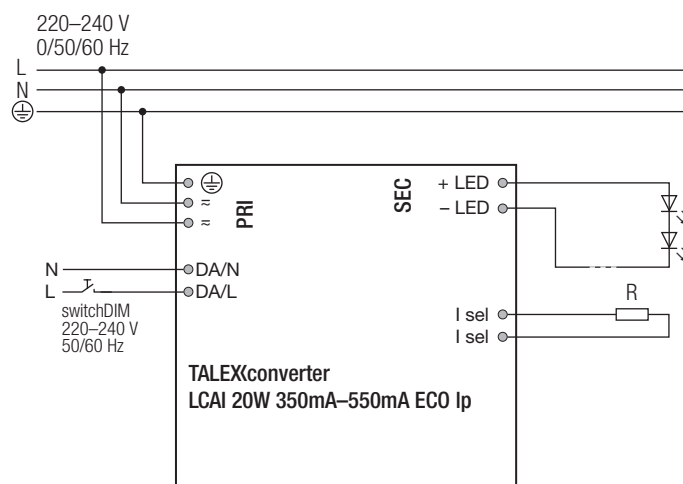 220–240 V
0/50/60 Hz
L
N
+ LED
≂
PRI
SEC
– LED
≂
N
DA/N
L
DA/L
switchDIM
220–240 V
50/60 Hz
R
I sel
I sel
TALEXXconverter
LCAI 20W 350mA–550mA ECO lp